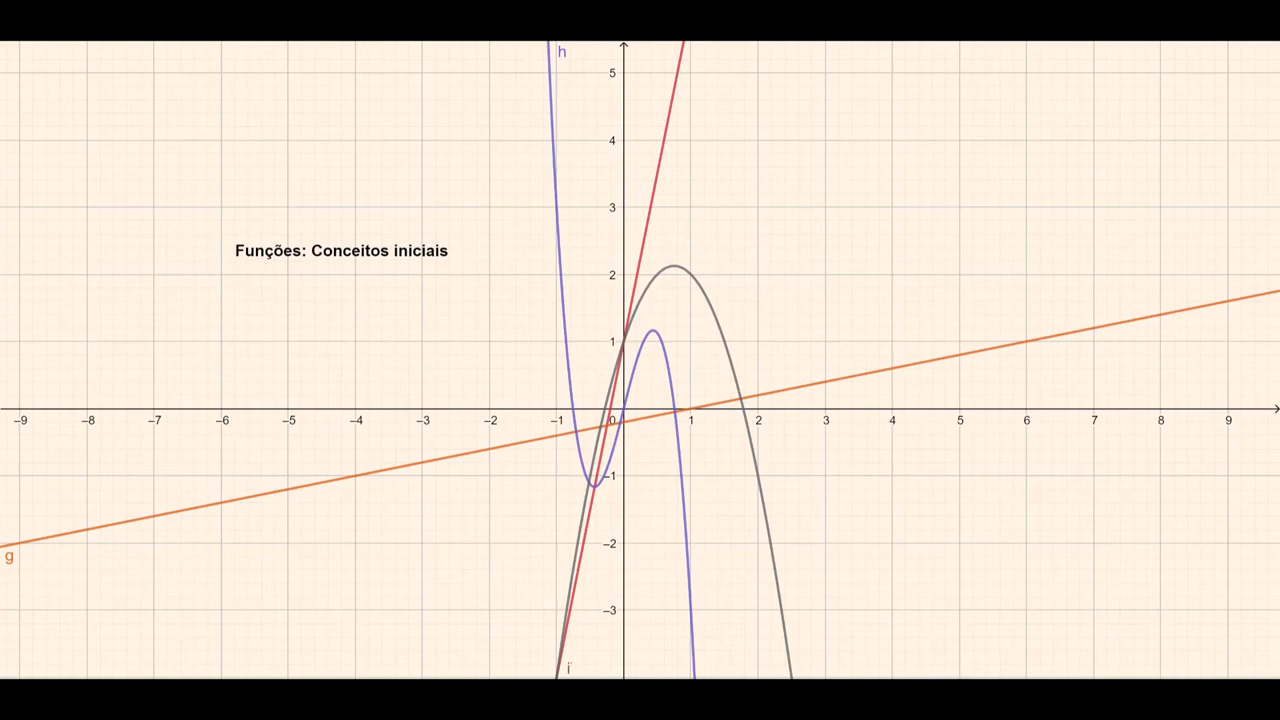 h
5
4
3
Funções: Conceitos iniciais
2
1
–9 –8 –7 –6 –5 –4 –3 –2 –1 0 1 2 3 4 5 6 7 8 9
–1
–2
g
–3
i